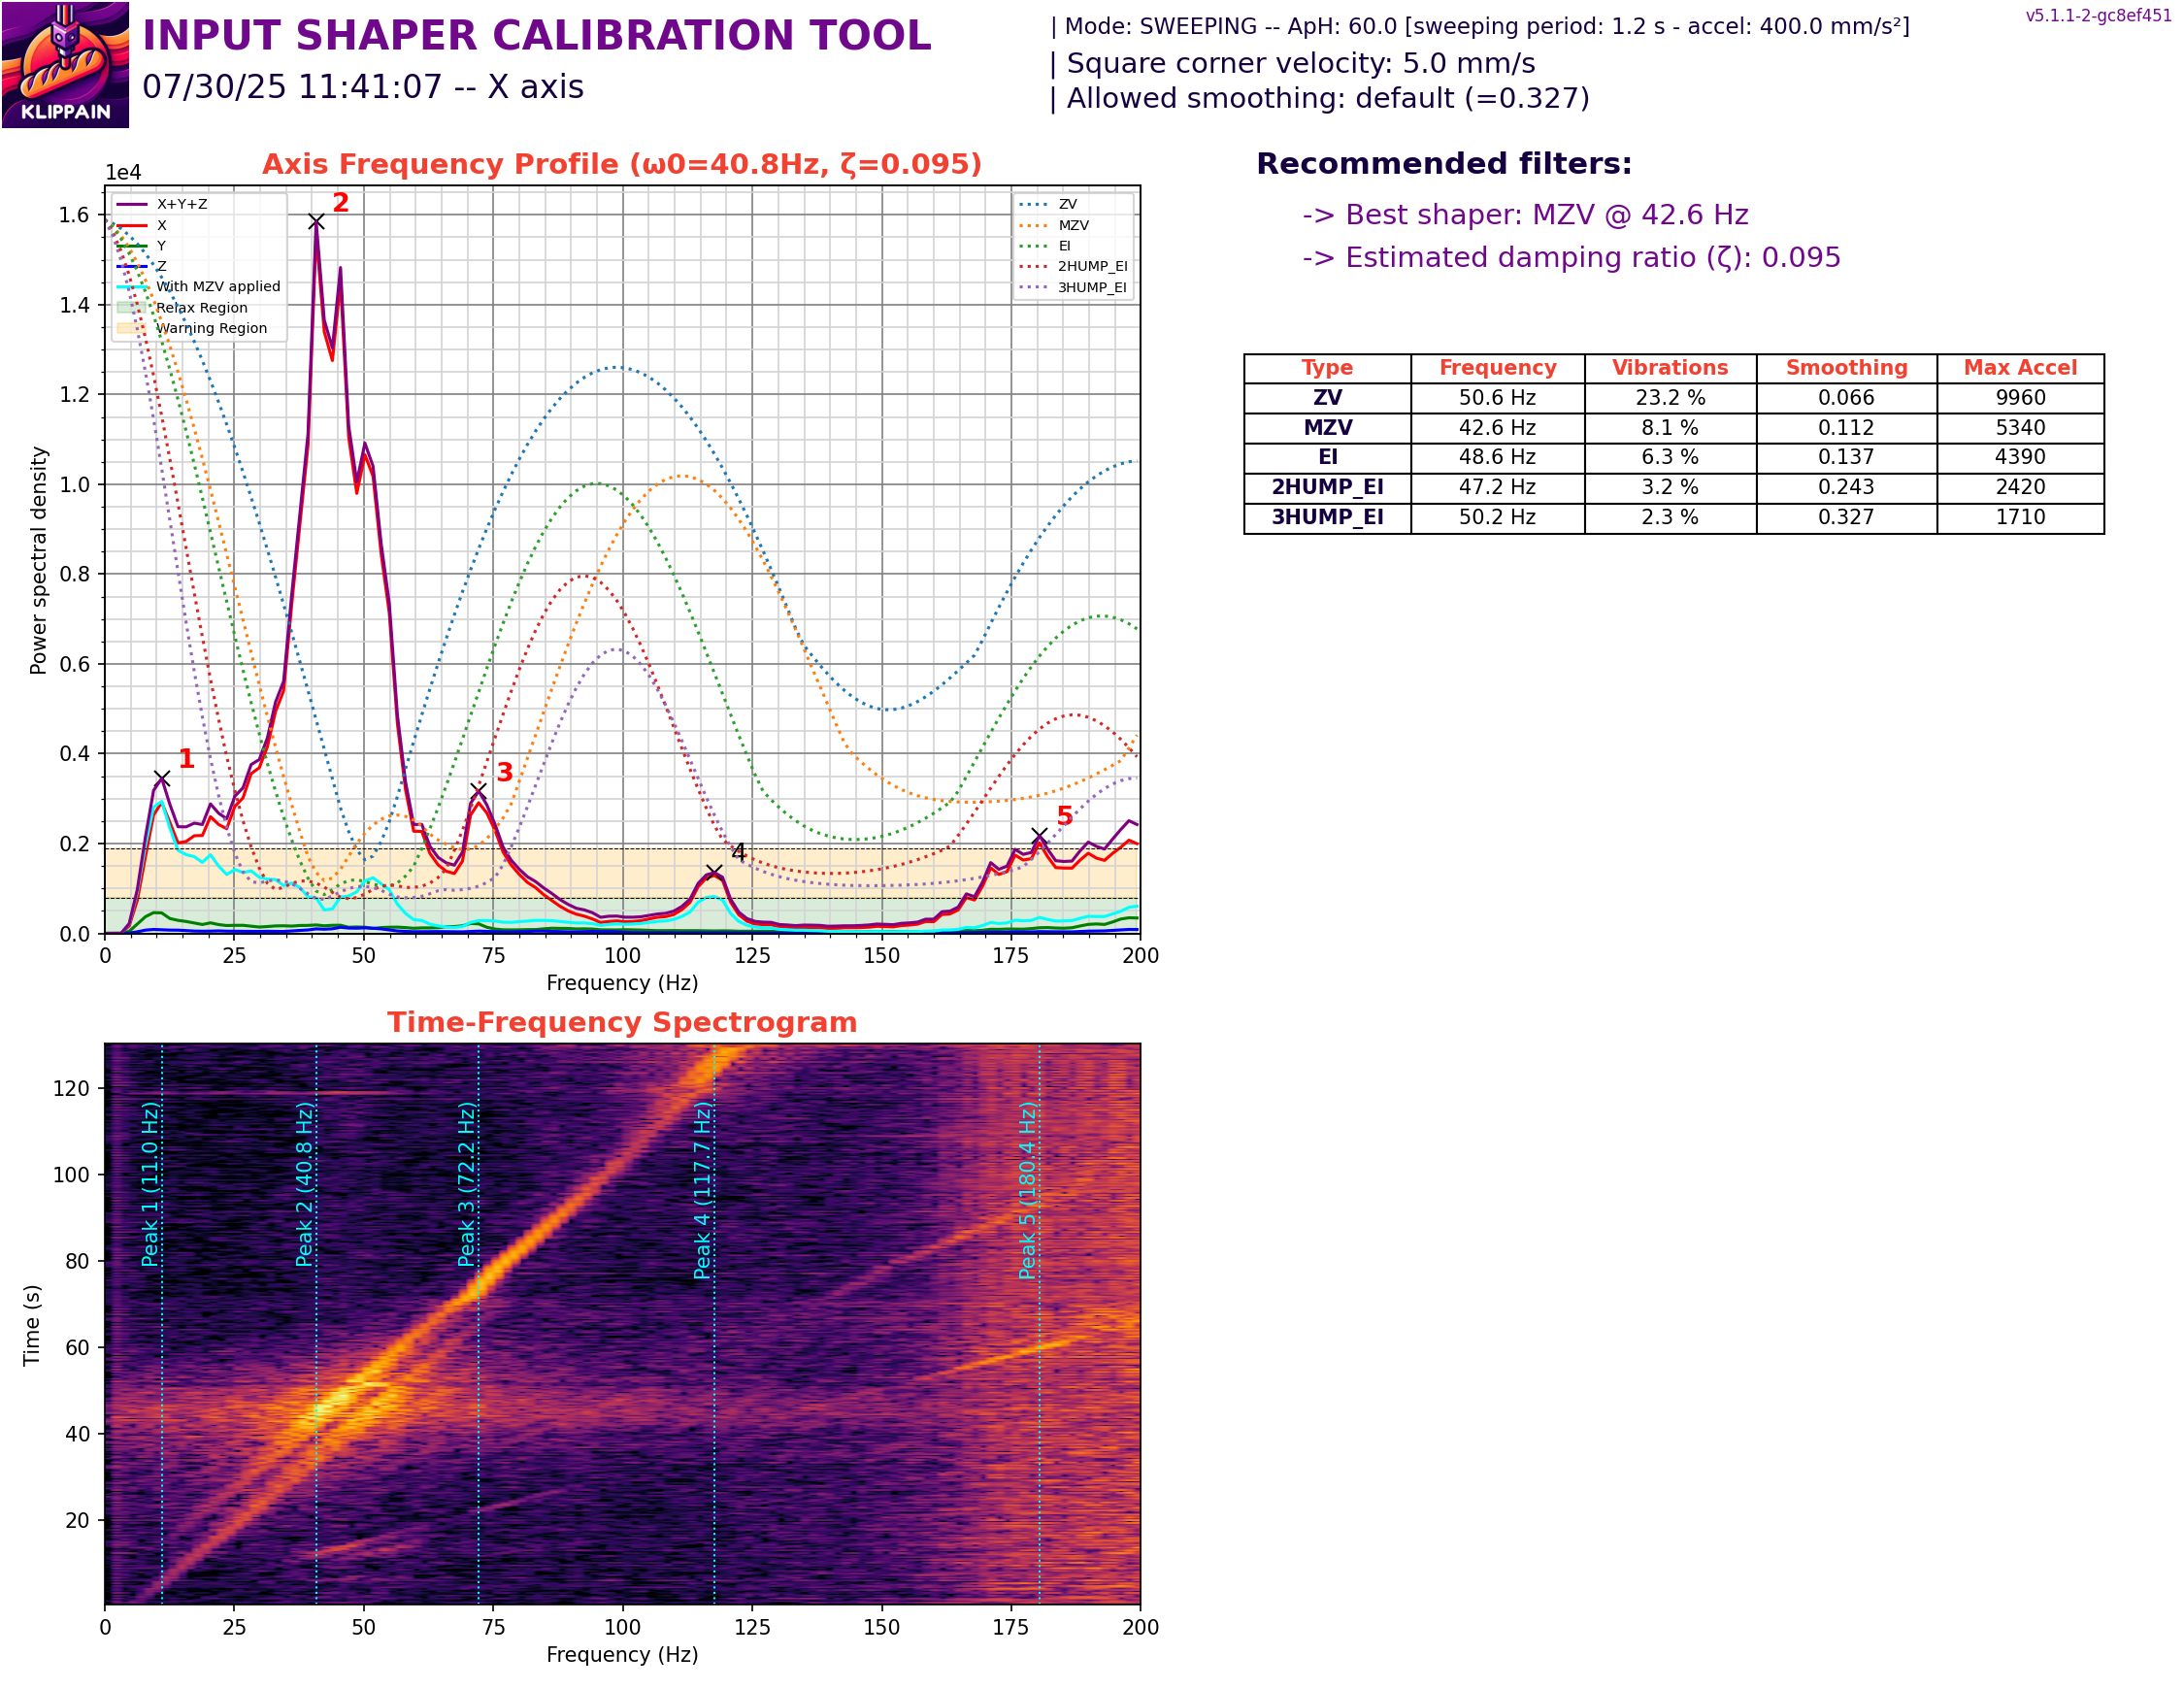 KLIPPAIN
INPUT SHAPER CALIBRATION TOOL
07/30/25 11:41:07 -- X axis
| Mode: SWEEPING -- ApH: 60.0 [sweeping period: 1.2 s - accel: 400.0 mm/s²]
| Square corner velocity: 5.0 mm/s
| Allowed smoothing: default (=0.327)
v5.1.1-2-gc8ef451
Axis Frequency Profile (ω0=40.8Hz, ζ=0.095)
1e4
X+Y+Z
X
Y
Z
With MZV applied
Relax Region
Warning Region
ZV
MZV
EI
2HUMP_EI
3HUMP_EI
1
2
3
4
5
Power spectral density
1.6
1.4
1.2
1.0
0.8
0.6
0.4
0.2
0.0
0 25 50 75 100 125 150 175 200
Frequency (Hz)
Recommended filters:
-> Best shaper: MZV @ 42.6 Hz
-> Estimated damping ratio (ζ): 0.095
Type Frequency Vibrations Smoothing Max Accel
ZV 50.6 Hz 23.2 % 0.066 9960
MZV 42.6 Hz 8.1 % 0.112 5340
EI 48.6 Hz 6.3 % 0.137 4390
2HUMP_EI 47.2 Hz 3.2 % 0.243 2420
3HUMP_EI 50.2 Hz 2.3 % 0.327 1710
Time-Frequency Spectrogram
Time (s)
120
100
80
60
40
20
Peak 1 (11.0 Hz)
Peak 2 (40.8 Hz)
Peak 3 (72.2 Hz)
Peak 4 (117.7 Hz)
Peak 5 (180.4 Hz)
0 25 50 75 100 125 150 175 200
Frequency (Hz)